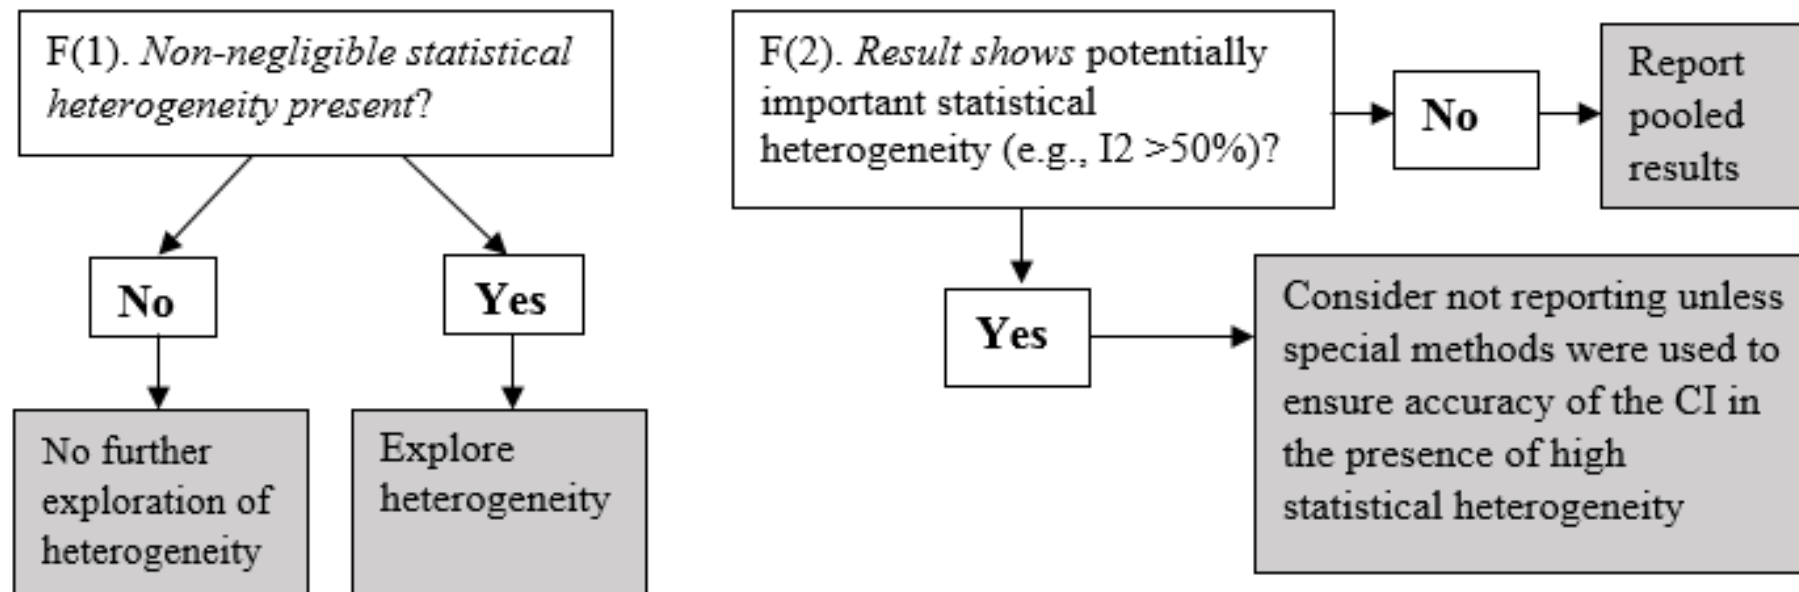 F(1). Non-negligible statistical
heterogeneity present?
No
Yes
No further
exploration of
heterogeneity
Explore
heterogeneity
F(2). Result shows potentially
important statistical
heterogeneity (e.g., I2 >50%)?
No
Report
pooled
results
Yes
Consider not reporting unless
special methods were used to
ensure accuracy of the CI in
the presence of high
statistical heterogeneity